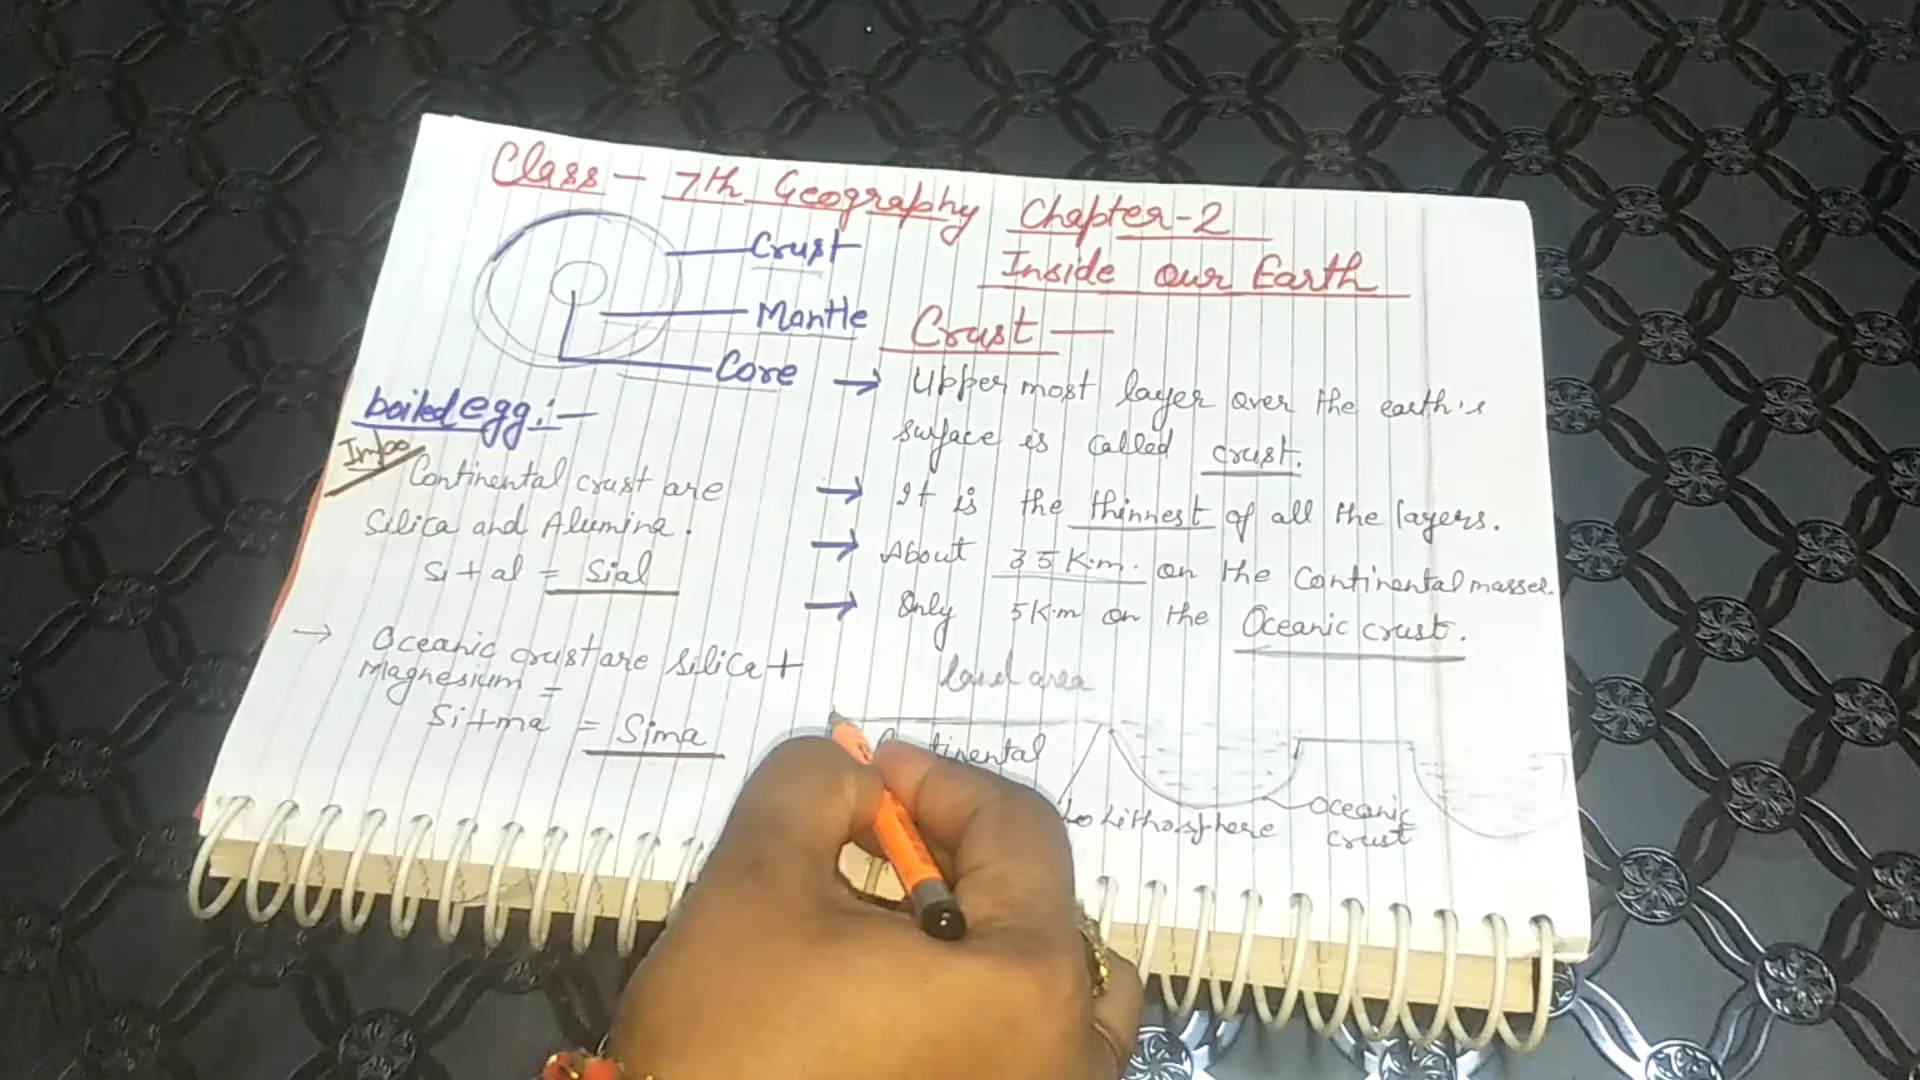 Class - 7th Geography Chapter-2
Inside our Earth
Crust
Mantle
Core
boiled egg:-
Impo
Continental crust are
Silica and Alumina.
Si + al = Sial
→ Oceanic crust are Silica +
Magnesium =
Si + ma = Sima
Crust —
→ Upper most layer over the earth's
surface is called crust.
→ It is the thinnest of all the layers.
→ About 35 K.m. on the Continental masses.
→ Only 5 K.m on the Oceanic crust.
land area
Lithosphere
Oceanic
crust